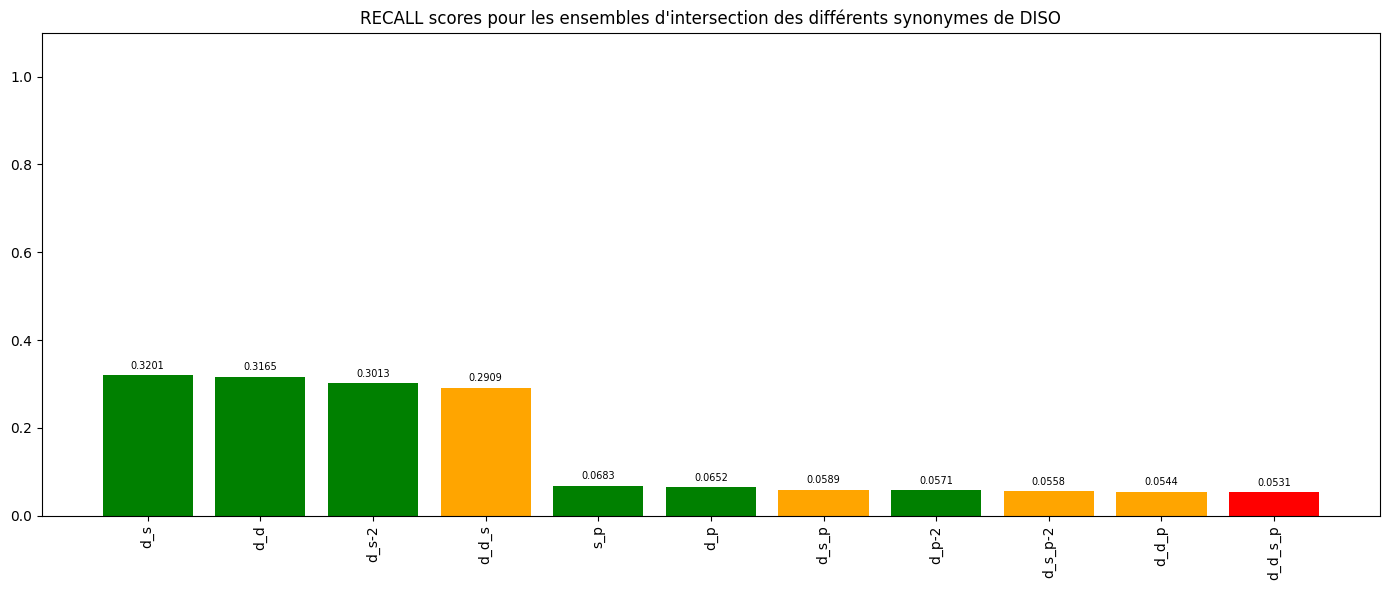 RECALL scores pour les ensembles d'intersection des différents synonymes de DISO
1.0
0.8
0.6
0.4
0.2
0.0
0.3201
0.3165
0.3013
0.2909
0.0683
0.0652
0.0589
0.0571
0.0558
0.0544
0.0531
d_s
d_d
d_s-2
d_d_s
s_p
d_p
d_s_p
d_p-2
d_s_p-2
d_d_p
d_d_s_p